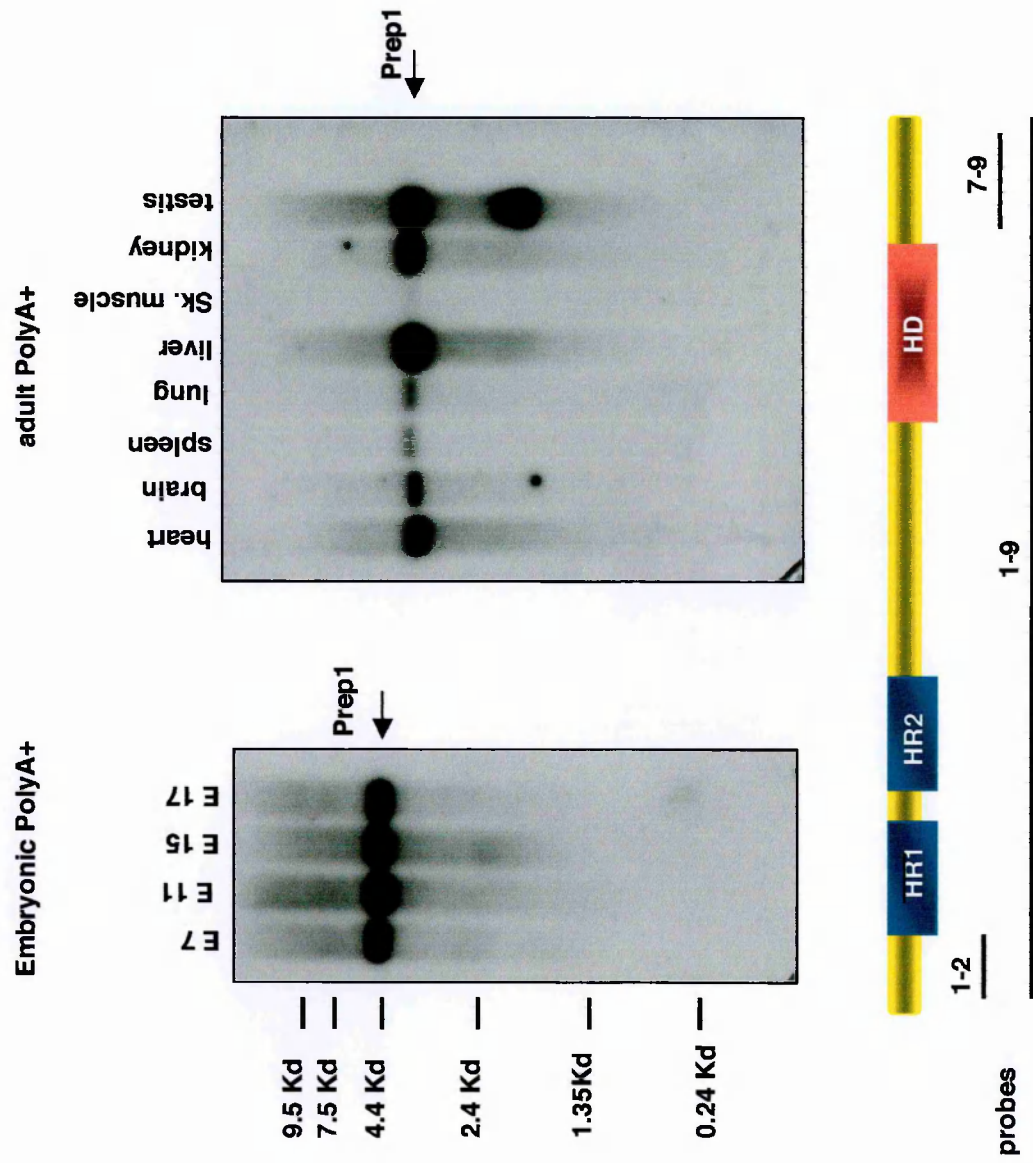 Embryonic PolyA+
adult PolyA+
E 7
E 11
E 15
E 17
heart
brain
spleen
lung
liver
Sk. muscle
kidney
testis
Prep1
Prep1
9.5 Kd
7.5 Kd
4.4 Kd
2.4 Kd
1.35Kd
0.24 Kd
HR1
HR2
HD
probes
1-2
1-9
7-9